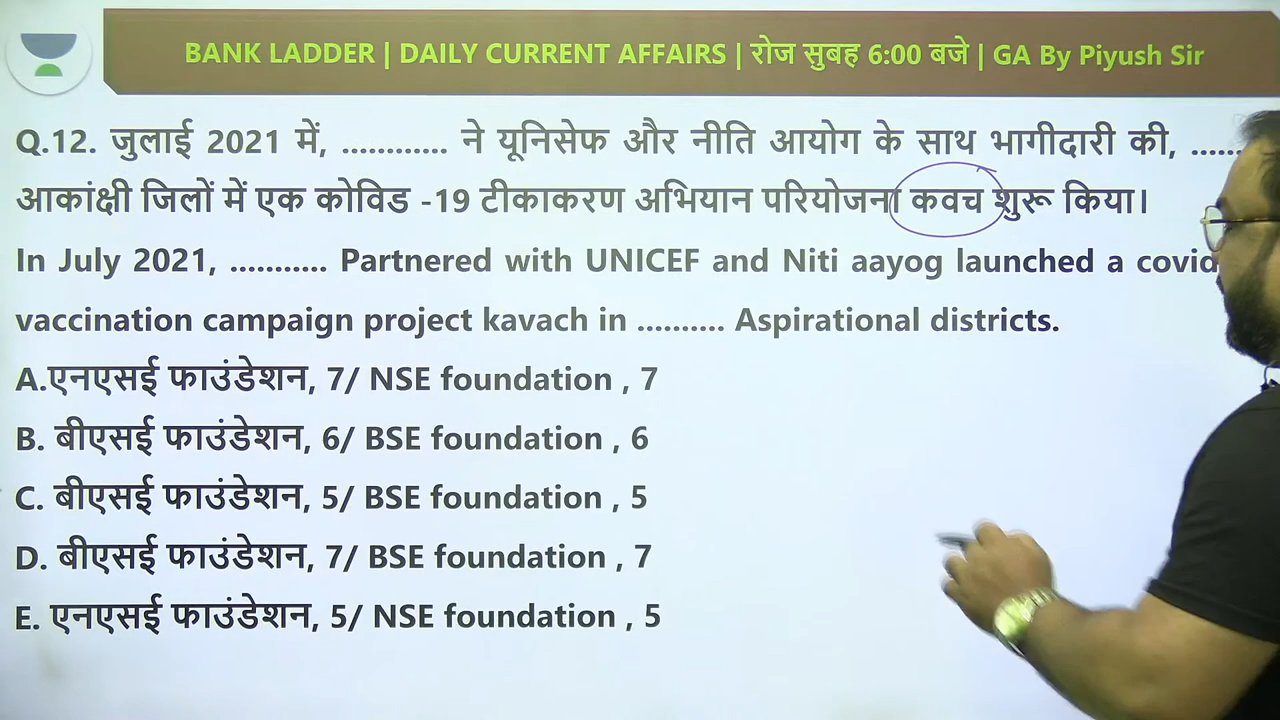 BANK LADDER | DAILY CURRENT AFFAIRS | रोज सुबह 6:00 बजे | GA By Piyush Sir
Q.12. जुलाई 2021 में, ............ ने यूनिसेफ और नीति आयोग के साथ भागीदारी की, ......
आकांक्षी जिलों में एक कोविड -19 टीकाकरण अभियान परियोजना कवच शुरू किया।
In July 2021, ........... Partnered with UNICEF and Niti aayog launched a covid
vaccination campaign project kavach in .......... Aspirational districts.
A.एनएसई फाउंडेशन, 7/ NSE foundation , 7
B. बीएसई फाउंडेशन, 6/ BSE foundation , 6
C. बीएसई फाउंडेशन, 5/ BSE foundation , 5
D. बीएसई फाउंडेशन, 7/ BSE foundation , 7
E. एनएसई फाउंडेशन, 5/ NSE foundation , 5